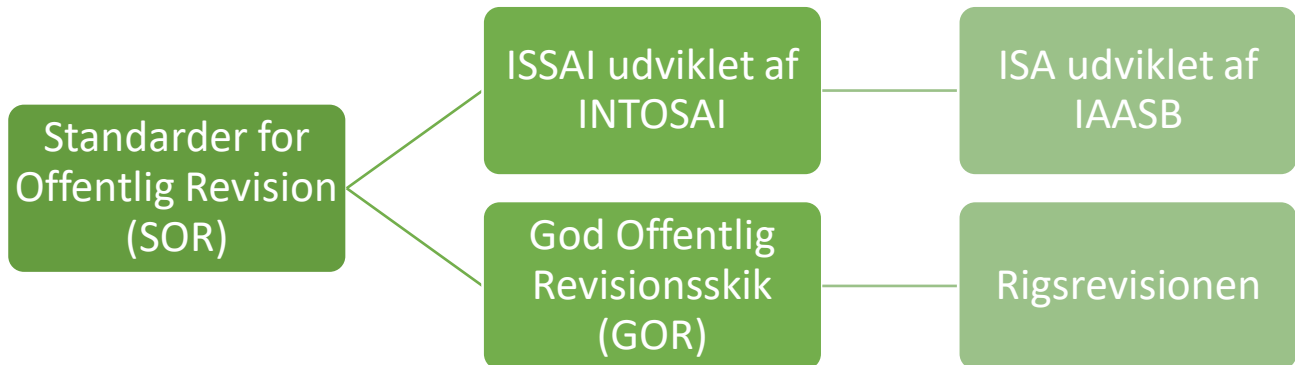 Standarder for
Offentlig Revision
(SOR)
ISSAI udviklet af
INTOSAI
ISA udviklet af
IAASB
God Offentlig
Revisionsskik
(GOR)
Rigsrevisionen